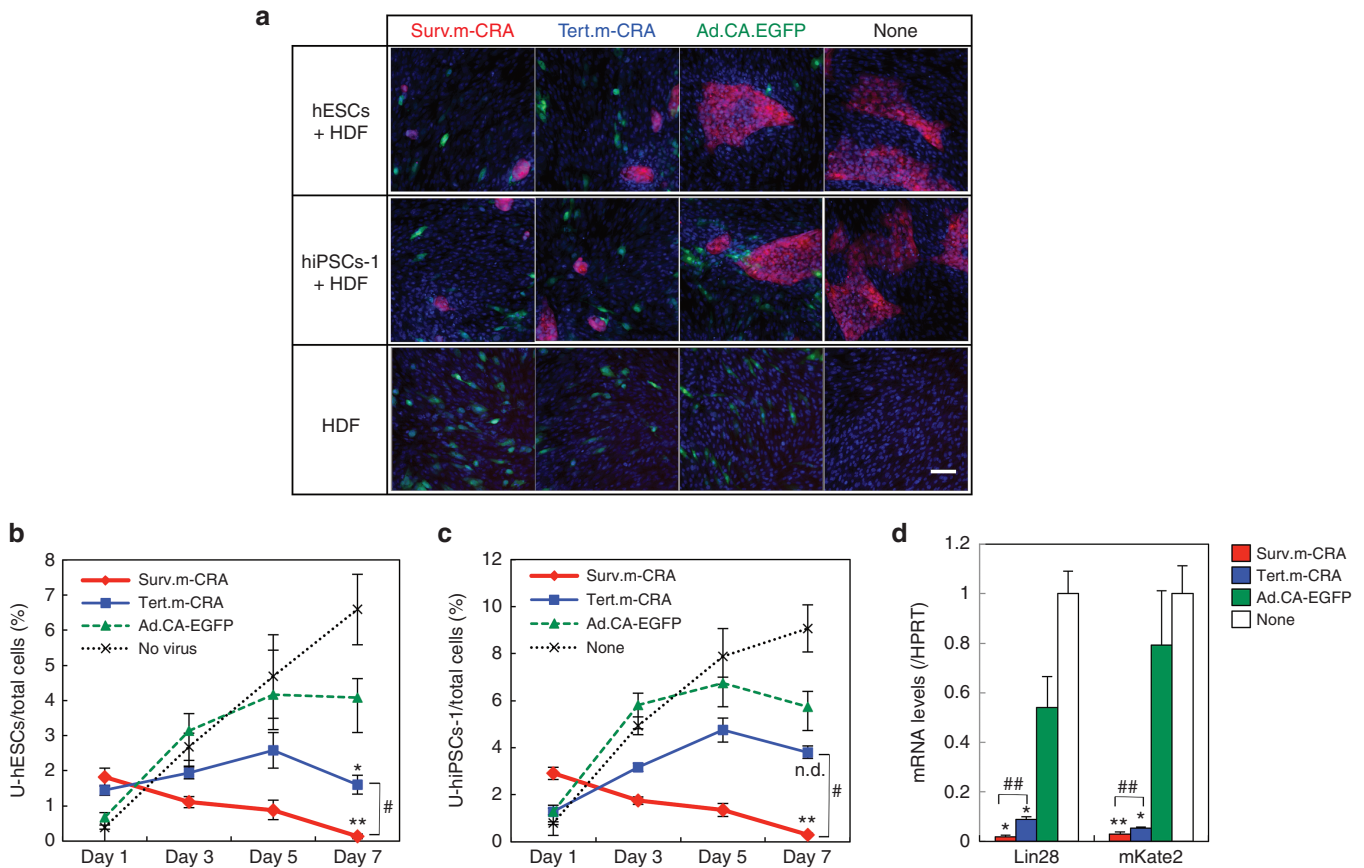 a
Surv.m-CRA Tert.m-CRA Ad.CA.EGFP None
hESCs
+ HDF
hiPSCs-1
+ HDF
HDF
b
U-hESCs/total cells (%)
8
7
6
5
4
3
2
1
0
Surv.m-CRA
Tert.m-CRA
Ad.CA-EGFP
No virus
*
#
**
Day 1 Day 3 Day 5 Day 7
c
U-hiPSCs-1/total cells (%)
12
10
8
6
4
2
0
Surv.m-CRA
Tert.m-CRA
Ad.CA-EGFP
None
n.d.
#
**
Day 1 Day 3 Day 5 Day 7
d
mRNA levels (/HPRT)
1.2
1
0.8
0.6
0.4
0.2
0
## ##
* * ** *
Lin28 mKate2
Surv.m-CRA
Tert.m-CRA
Ad.CA-EGFP
None